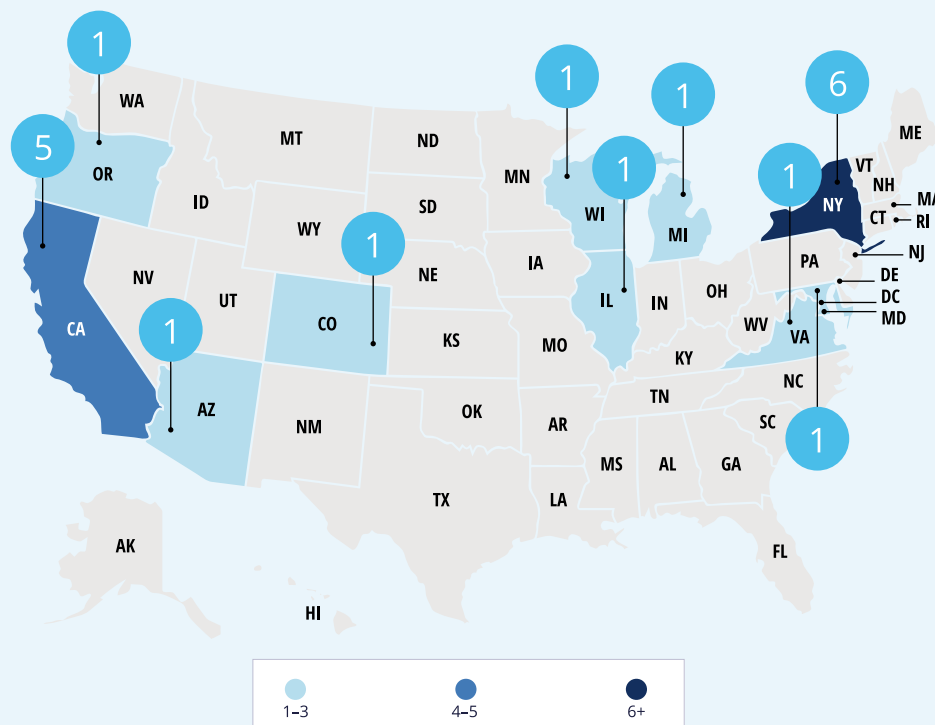 1
1
1
6
5
1
1
1
1
1
WA
OR
MT
ND
MN
ME
VT
NH
MA
CT
RI
NY
ID
WY
SD
WI
MI
NV
UT
CO
NE
IA
IL
IN
OH
PA
NJ
DE
DC
MD
CA
KS
MO
KY
WV
VA
AZ
NM
OK
AR
TN
NC
SC
MS
AL
GA
TX
LA
FL
AK
HI
1–3
4–5
6+